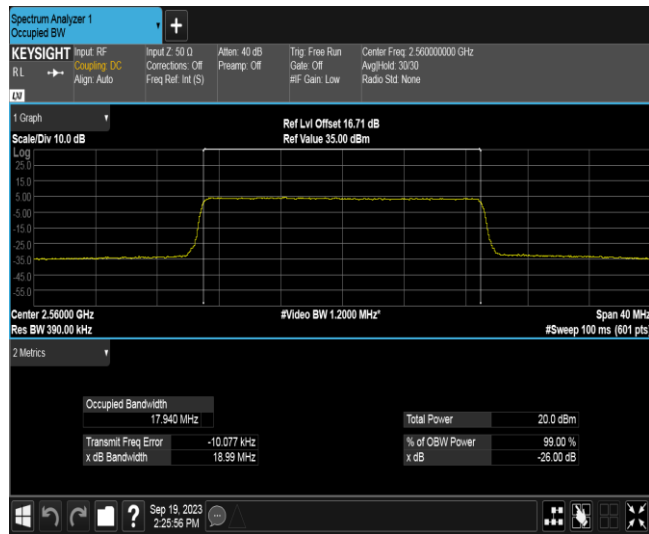 Spectrum Analyzer 1
Occupied BW
+
KEYSIGHT Input: RF Input Z: 50 Ω Atten: 40 dB Trig: Free Run Center Freq: 2.560000000 GHz
RL Coupling: DC Corrections: Off Preamp: Off Gate: Off Avg|Hold: 30/30
Align: Auto Freq Ref: Int (S) #IF Gain: Low Radio Std: None
LXI
1 Graph
Ref Lvl Offset 16.71 dB
Scale/Div 10.0 dB Ref Value 35.00 dBm
Log
25.0
15.0
5.00
-5.00
-15.0
-25.0
-35.0
-45.0
-55.0
Center 2.56000 GHz #Video BW 1.2000 MHz* Span 40 MHz
Res BW 390.00 kHz #Sweep 100 ms (601 pts)
2 Metrics
Occupied Bandwidth
17.940 MHz Total Power 20.0 dBm
Transmit Freq Error -10.077 kHz % of OBW Power 99.00 %
x dB Bandwidth 18.99 MHz x dB -26.00 dB
? Sep 19, 2023
2:25:56 PM